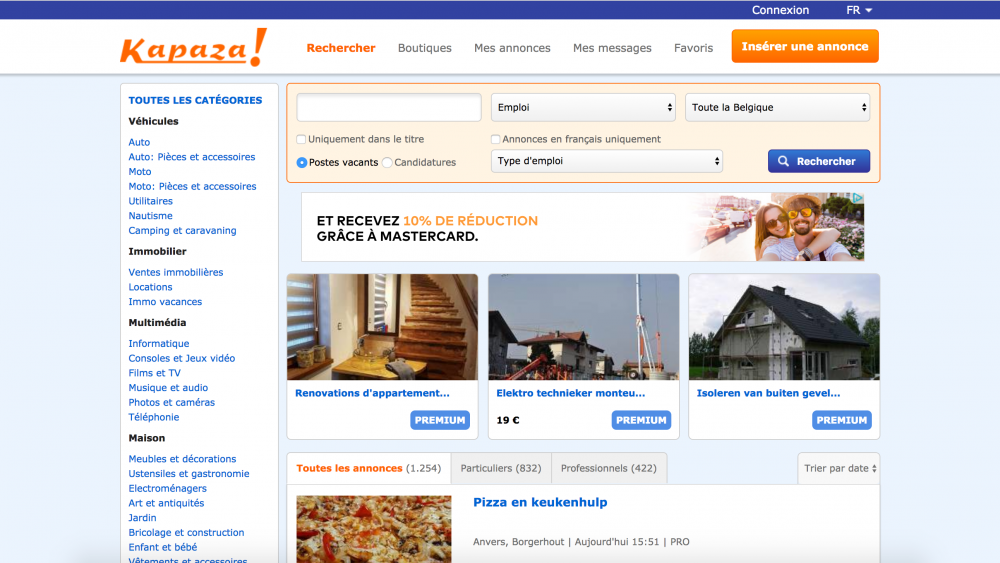 Connexion FR
Kapaza!
Rechercher Boutiques Mes annonces Mes messages Favoris Insérer une annonce
TOUTES LES CATÉGORIES
Véhicules
Auto
Auto: Pièces et accessoires
Moto
Moto: Pièces et accessoires
Utilitaires
Nautisme
Camping et caravaning
Immobilier
Ventes immobilières
Locations
Immo vacances
Multimédia
Informatique
Consoles et Jeux vidéo
Films et TV
Musique et audio
Photos et caméras
Téléphonie
Maison
Meubles et décorations
Ustensiles et gastronomie
Electroménagers
Art et antiquités
Jardin
Bricolage et construction
Enfant et bébé
Vêtements et accessoires
Emploi Toute la Belgique
Uniquement dans le titre Annonces en français uniquement
Postes vacants Candidatures Type d'emploi Rechercher
ET RECEVEZ 10% DE RÉDUCTION
GRÂCE À MASTERCARD.
Renovations d'appartement...
PREMIUM
Elektro technieker monteu...
19 € PREMIUM
Isoleren van buiten gevel...
PREMIUM
Toutes les annonces (1.254) Particuliers (832) Professionnels (422) Trier par date
Pizza en keukenhulp
Anvers, Borgerhout | Aujourd'hui 15:51 | PRO